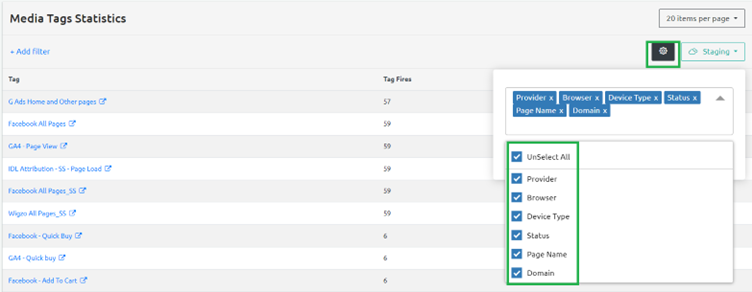 Media Tags Statistics
20 items per page
+ Add filter
Staging
Tag Tag Fires
G Ads Home and Other pages 57
Facebook All Pages 59
GA4 - Page View 59
IDL Attribution - SS - Page Load 59
Facebook All Pages_SS 59
Wigzo All Pages_SS 59
Facebook - Quick Buy 6
GA4 - Quick buy 6
Facebook - Add To Cart 6
Provider x Browser x Device Type x Status x
Page Name x Domain x
UnSelect All
Provider
Browser
Device Type
Status
Page Name
Domain